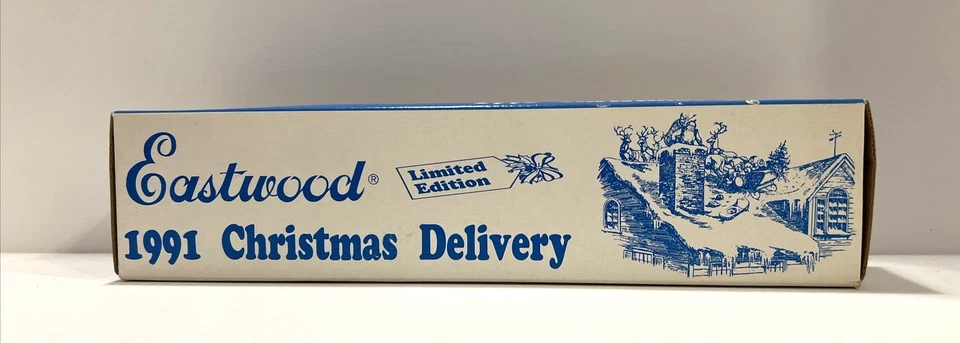 Eastwood®
Limited
Edition
1991 Christmas Delivery